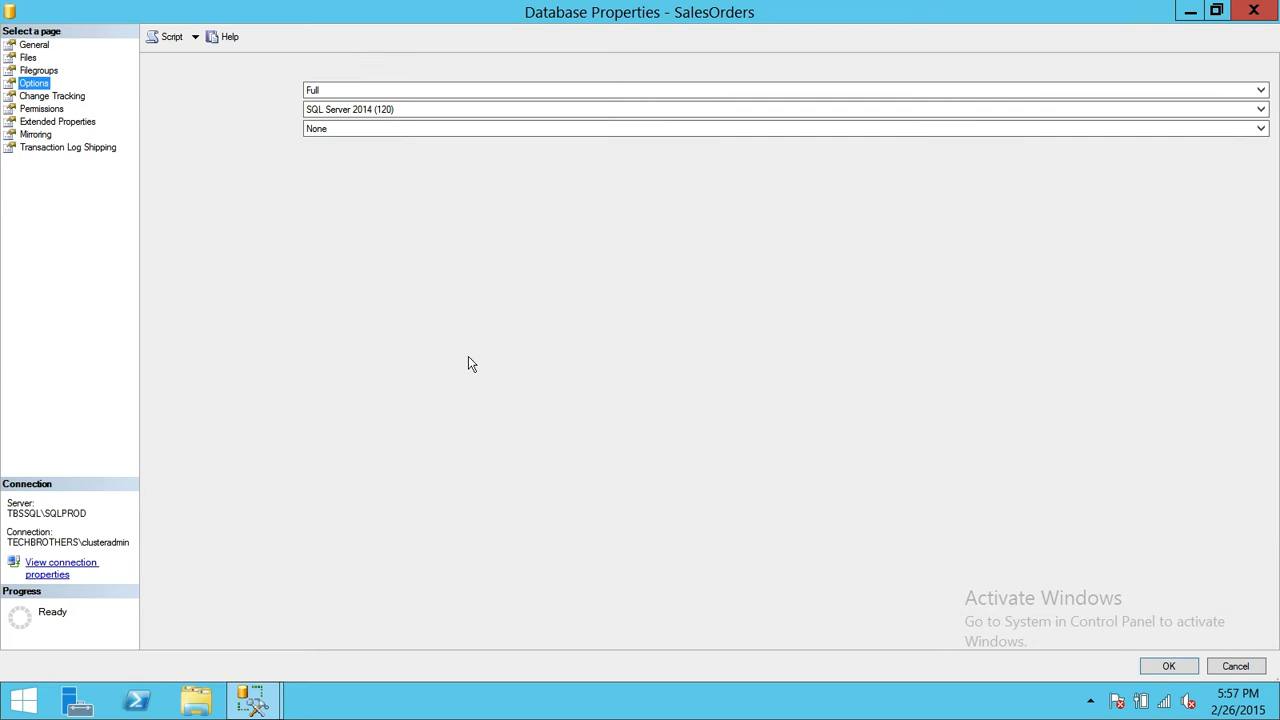 Database Properties - SalesOrders
Select a page
General
Files
Filegroups
Options
Change Tracking
Permissions
Extended Properties
Mirroring
Transaction Log Shipping
Script
Help
Full
SQL Server 2014 (120)
None
Connection
Server:
TBSSQL\SQLPROD
Connection:
TECHBROTHERS\clusteradmin
View connection
properties
Progress
Ready
Activate Windows
Go to System in Control Panel to activate
Windows.
OK
Cancel
5:57 PM
2/26/2015